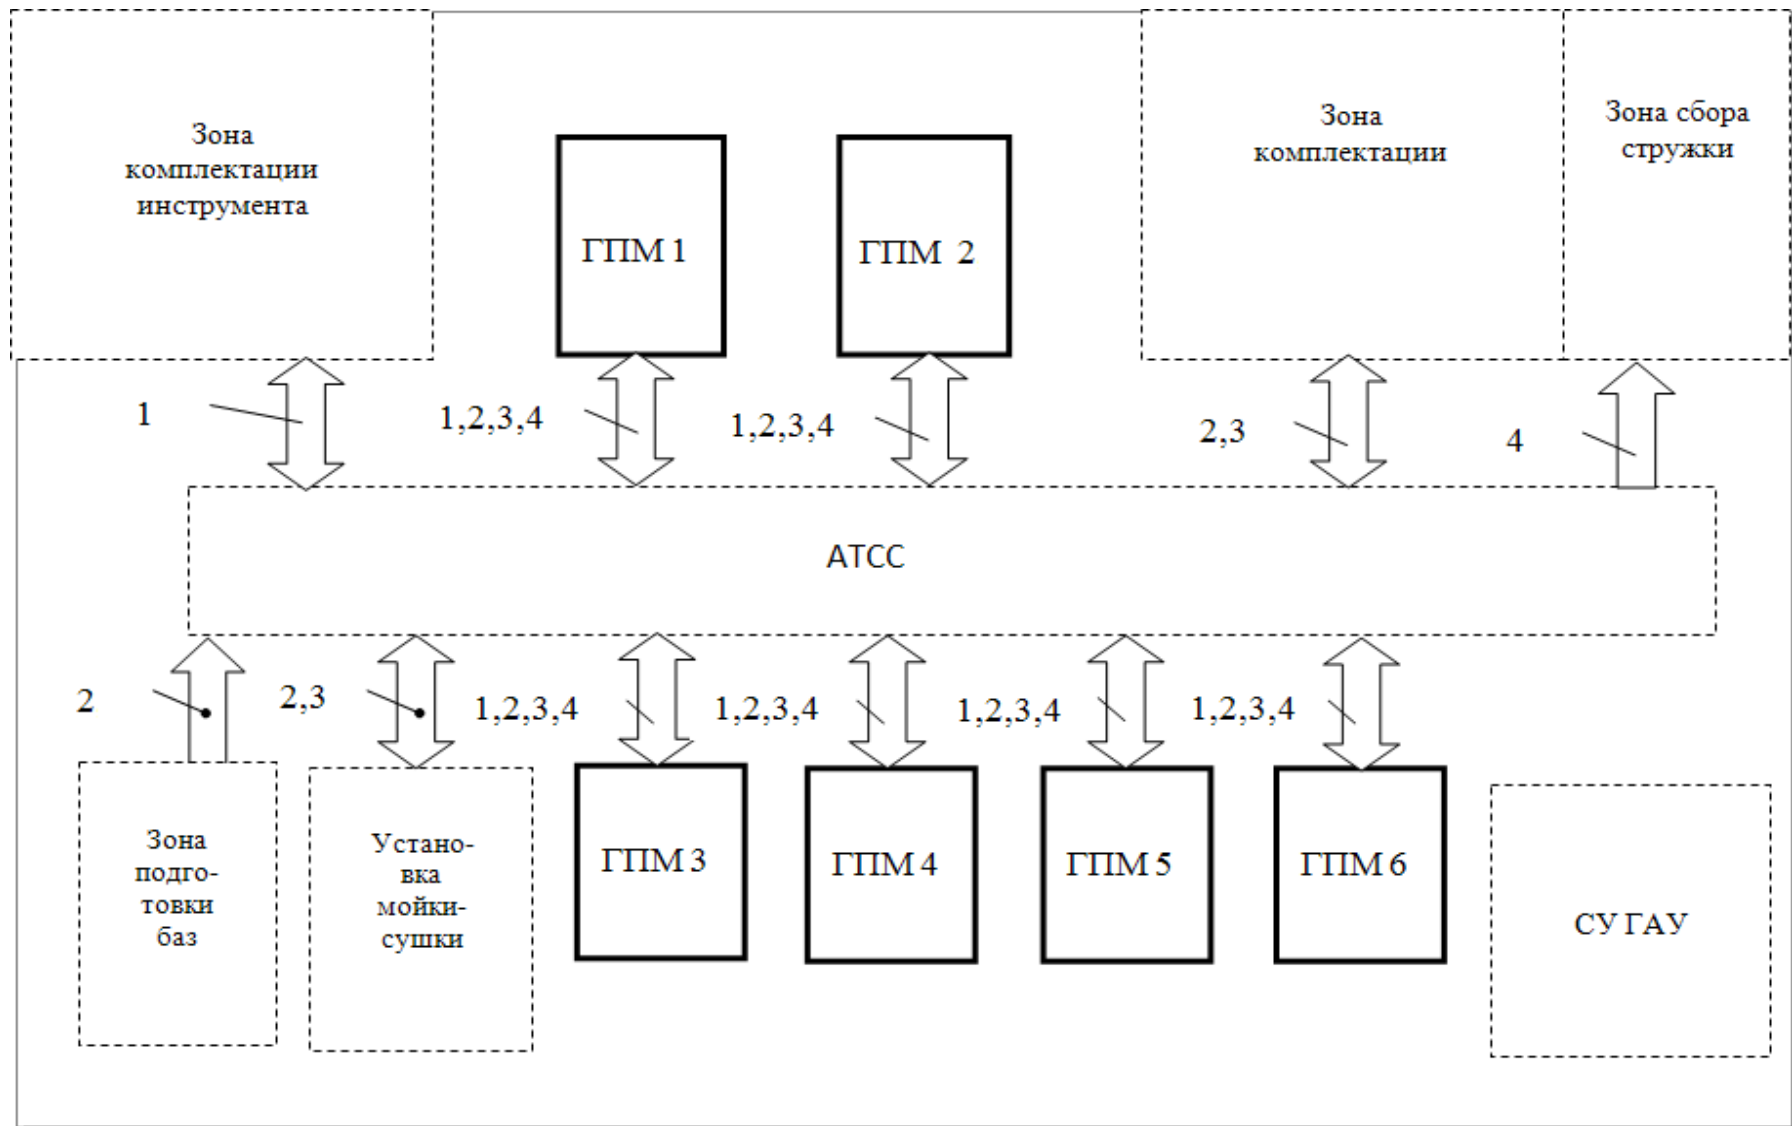 Зона
комплектации
инструмента
ГПМ 1
ГПМ 2
Зона
комплектации
Зона сбора
стружки
1
1,2,3,4
1,2,3,4
2,3
4
АТСС
2
2,3
1,2,3,4
1,2,3,4
1,2,3,4
1,2,3,4
Зона
подго-
товки
баз
Устано-
вка
мойки-
сушки
ГПМ 3
ГПМ 4
ГПМ 5
ГПМ 6
СУ ГАУ